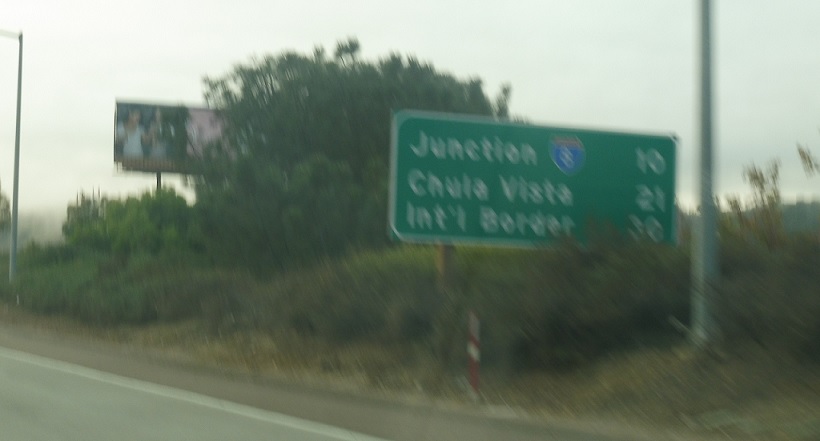 Junction 8 10
Chula Vista 21
Int'l Border 30